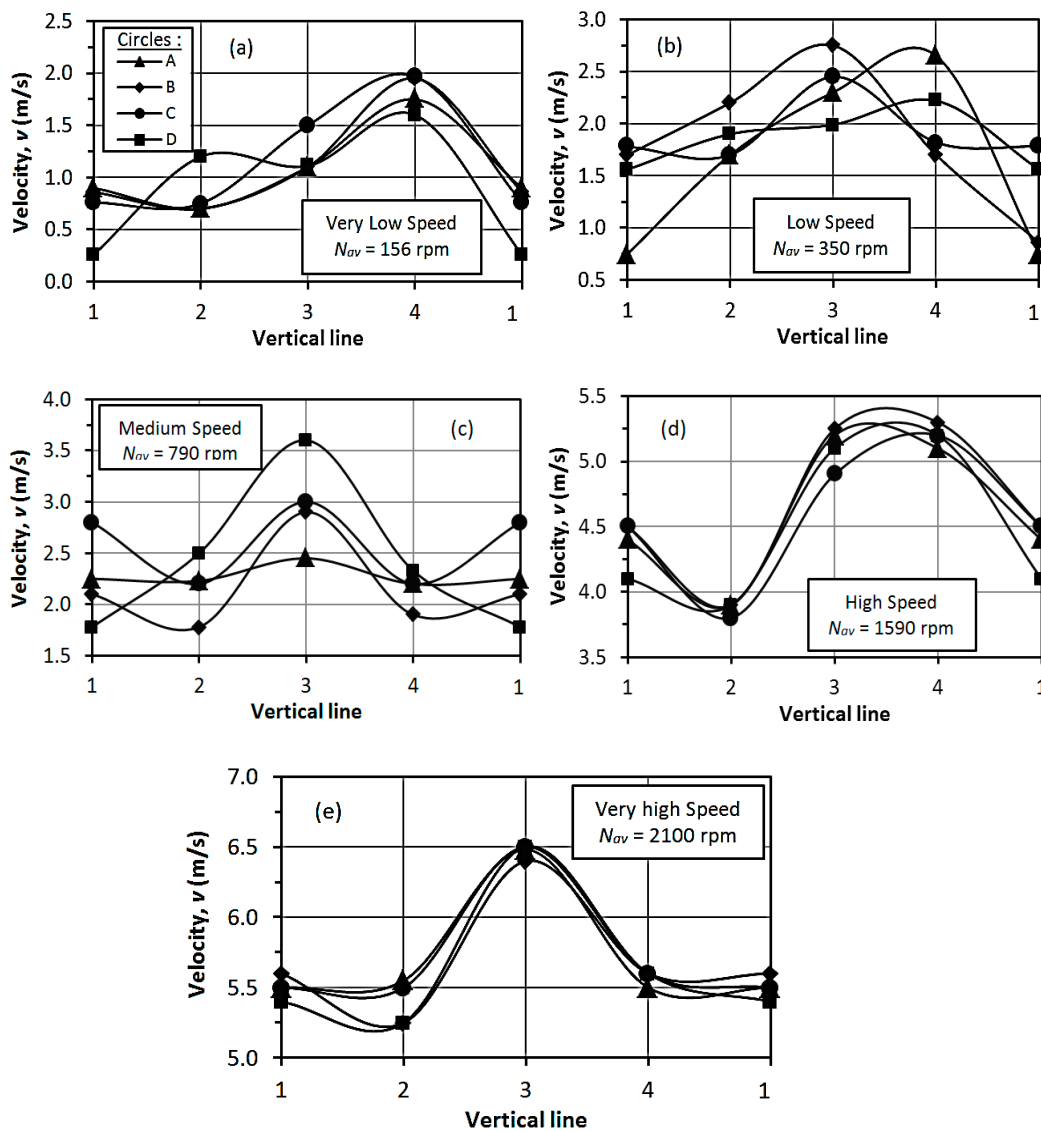 (a)
Circles :
A
B
C
D
Very Low Speed
Nav = 156 rpm
Velocity, v (m/s)
2.5
2.0
1.5
1.0
0.5
0.0
1 2 3 4 1
Vertical line
(b)
Low Speed
Nav = 350 rpm
Velocity, v (m/s)
3.0
2.5
2.0
1.5
1.0
0.5
1 2 3 4 1
Vertical line
Medium Speed
Nav = 790 rpm
(c)
Velocity, v (m/s)
4.0
3.5
3.0
2.5
2.0
1.5
1 2 3 4 1
Vertical line
(d)
High Speed
Nav = 1590 rpm
Velocity, v (m/s)
5.5
5.0
4.5
4.0
3.5
1 2 3 4 1
Vertical line
(e)
Very high Speed
Nav = 2100 rpm
Velocity, v (m/s)
7.0
6.5
6.0
5.5
5.0
1 2 3 4 1
Vertical line